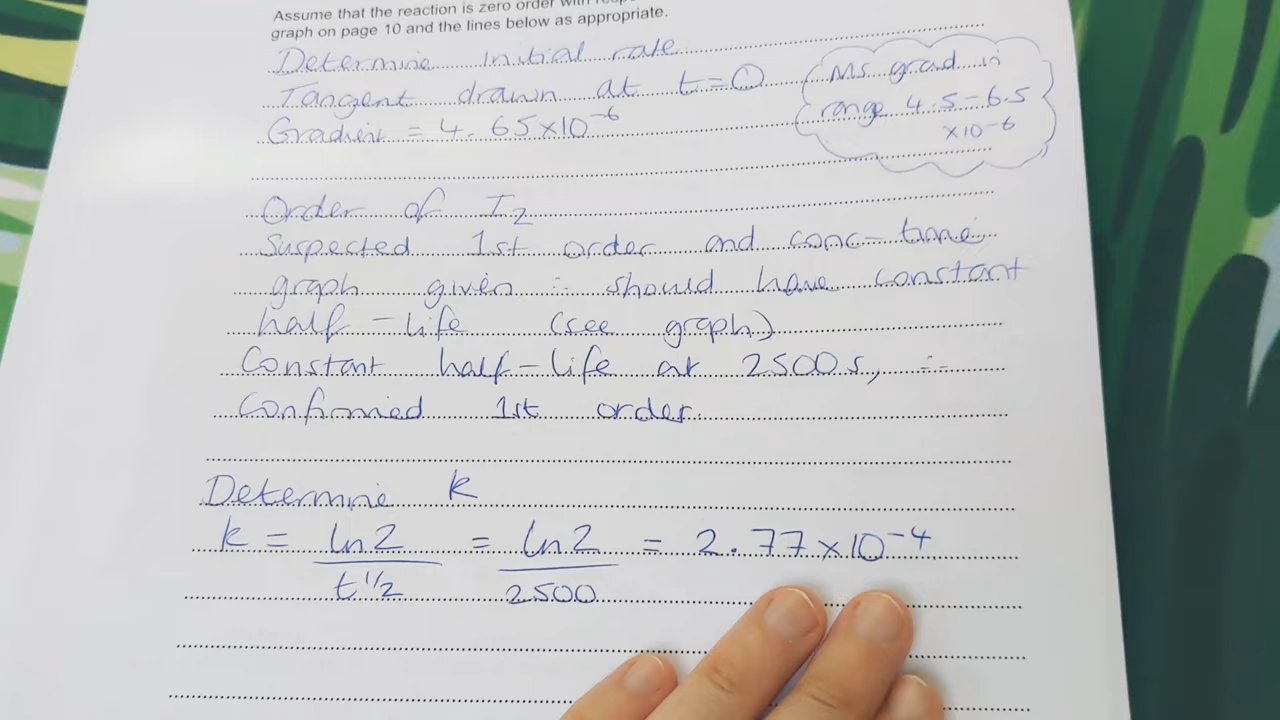 Assume that the reaction is zero order with resp
graph on page 10 and the lines below as appropriate.
Determine Initial rate
Tangent drawn at t=0
Gradient = 4.65×10⁻⁶
Ms grad in
range 4.5-6.5
×10⁻⁶
Order of I₂
Suspected 1st order and conc-time
graph given ∴ should have constant
half-life (see graph)
Constant half-life at 2500s, ∴
Confirmed 1st order.
Determine k
k = ln2/t½ = ln2/2500 = 2.77×10⁻⁴